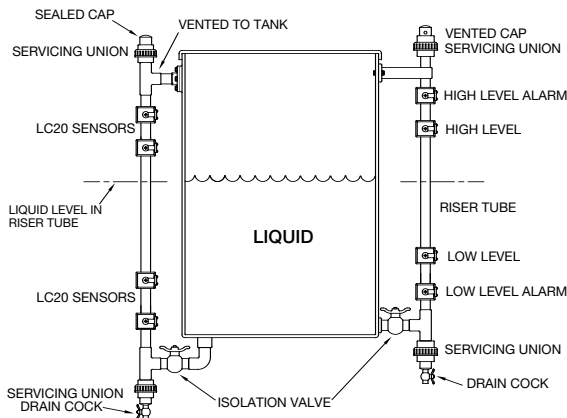 SEALED CAP
VENTED TO TANK
SERVICING UNION
VENTED CAP
SERVICING UNION
HIGH LEVEL ALARM
LC20 SENSORS
HIGH LEVEL
LIQUID LEVEL IN
RISER TUBE
RISER TUBE
LIQUID
LOW LEVEL
LC20 SENSORS
LOW LEVEL ALARM
SERVICING UNION
DRAIN COCK
SERVICING UNION
DRAIN COCK
ISOLATION VALVE